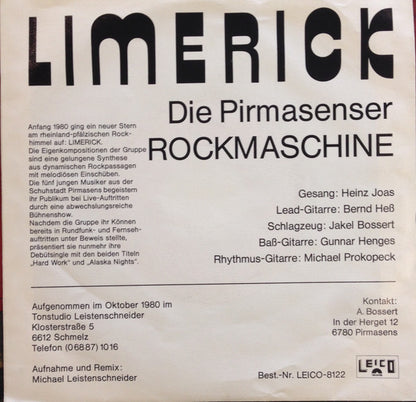 LIMERICK
Die Pirmasenser
ROCKMASCHINE
Anfang 1980 ging ein neuer Stern
am rheinland-pfälzischen Rock-
himmel auf: LIMERICK.
Die Eigenkompositionen der Gruppe
sind eine gelungene Synthese
aus dynamischen Rockpassagen
mit melodiösen Einschüben.
Die fünf jungen Musiker aus der
Schuhstadt Pirmasens begeistern
ihr Publikum bei Live-Auftritten
durch eine abwechslungsreiche
Bühnenshow.
Nachdem die Gruppe ihr Können
bereits in Rundfunk- und Fernseh-
auftritten unter Beweis stellte,
präsentiert sie nunmehr ihre
Debütsingle mit den beiden Titeln
„Hard Work" und „Alaska Nights".
Gesang: Heinz Joas
Lead-Gitarre: Bernd Heß
Schlagzeug: Jakel Bossert
Baß-Gitarre: Gunnar Henges
Rhythmus-Gitarre: Michael Prokopeck
Aufgenommen im Oktober 1980 im
Tonstudio Leistenschneider
Klosterstraße 5
6612 Schmelz
Telefon (06887) 1016
Aufnahme und Remix:
Michael Leistenschneider
Kontakt:
A. Bossert
In der Herget 12
6780 Pirmasens
Best.-Nr. LEICO-8122
LEICO